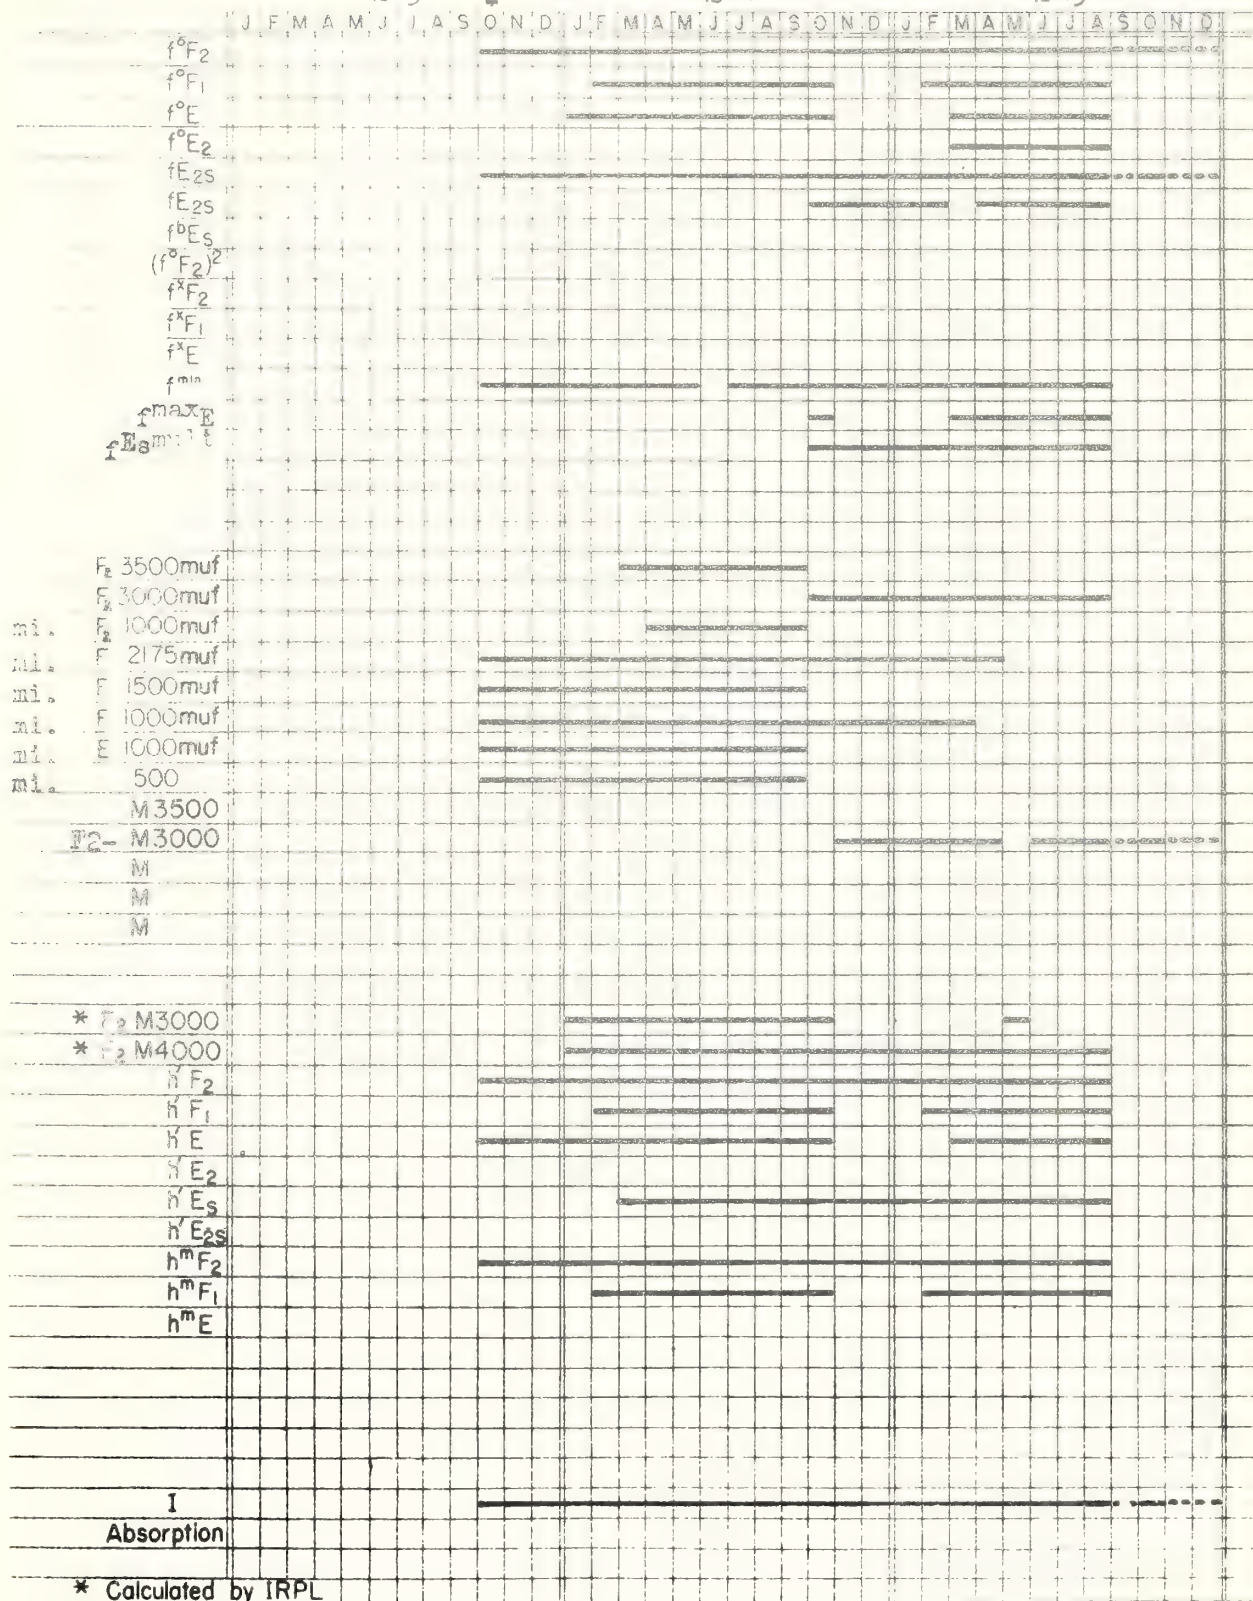 J F M A M J J A S O N D J F M A M J J A S O N D J F M A M J J A S O N D
f°F2
f°F1
f°E
f°E2
fE2s
fE2s
fbEs
(f°F2)2
fxF2
fxF1
fxE
fmin
fmaxE
fEsmult
F2 3500muf
F2 3000muf
mi. F2 1000muf
mi. F 2175muf
mi. F 1500muf
mi. F 1000muf
mi. E 1000muf
mi. 500
M3500
F2- M3000
M
M
M
* F2 M3000
* F2 M4000
h'F2
h'F1
h'E
h'E2
h'Es
h'E2s
hmF2
hmF1
hmE
I
Absorption
* Calculated by IRPL